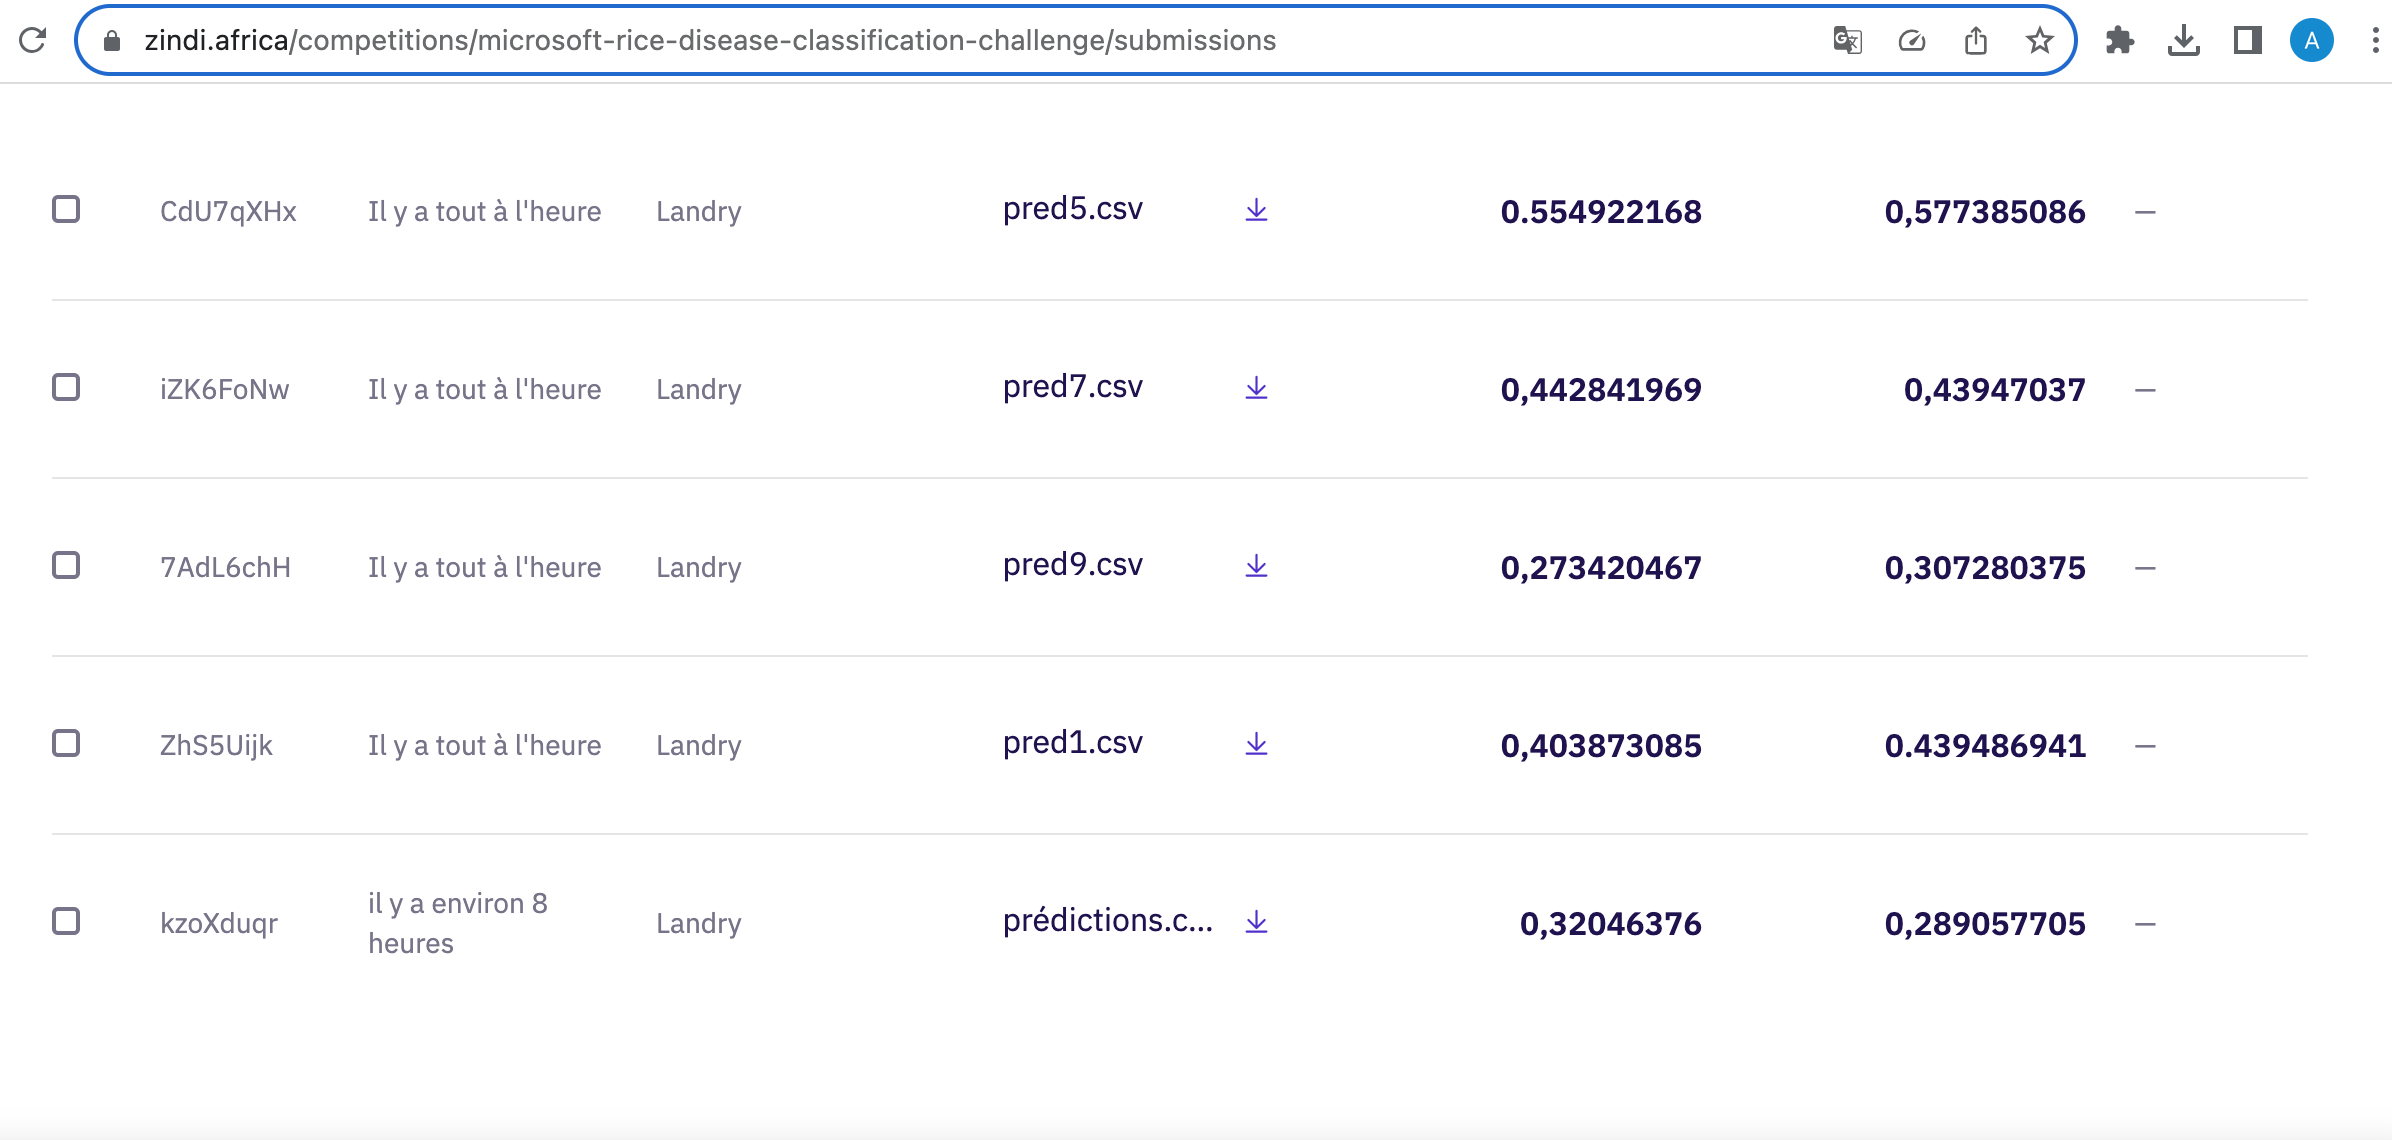 zindi.africa/competitions/microsoft-rice-disease-classification-challenge/submissions A
CdU7qXHx Il y a tout à l'heure Landry pred5.csv 0.554922168 0,577385086 –
iZK6FoNw Il y a tout à l'heure Landry pred7.csv 0,442841969 0,43947037 –
7AdL6chH Il y a tout à l'heure Landry pred9.csv 0,273420467 0,307280375 –
ZhS5Uijk Il y a tout à l'heure Landry pred1.csv 0,403873085 0.439486941 –
kzoXduqr il y a environ 8 heures Landry prédictions.c... 0,32046376 0,289057705 –